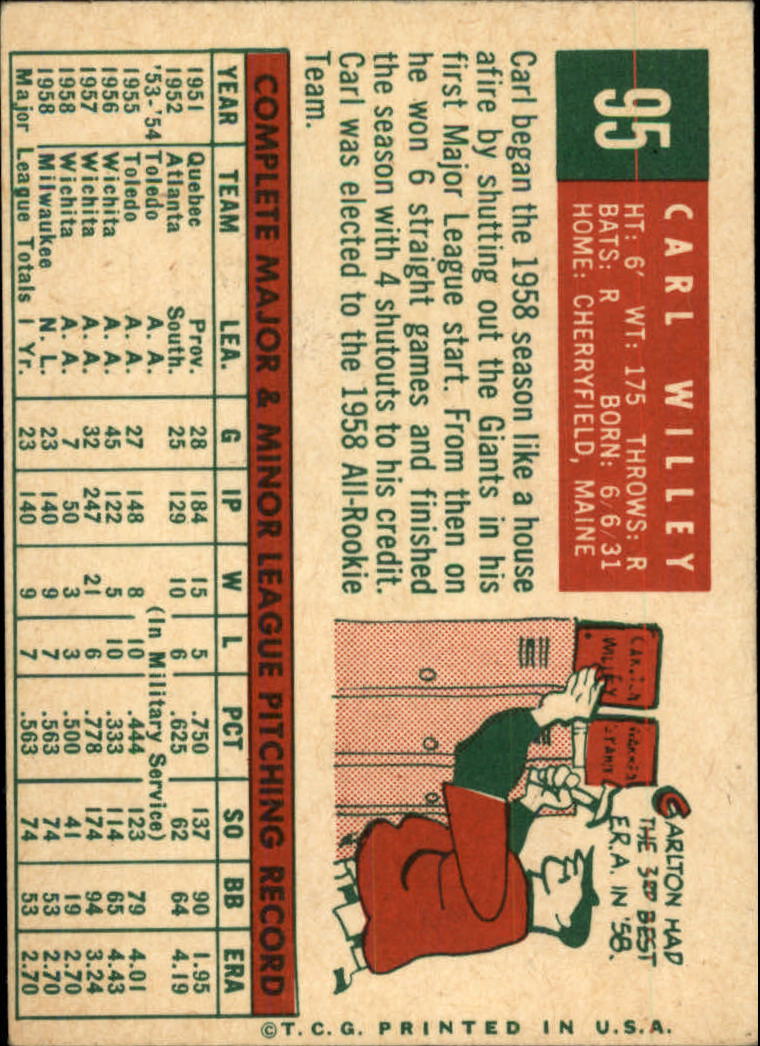 95
CARL WILLEY
HT: 6' WT: 175 THROWS: R
BATS: R BORN: 6/6/31
HOME: CHERRYFIELD, MAINE
Carl began the 1958 season like a house
afire by shutting out the Giants in his
first Major League start. From then on
he won 6 straight games and finished
the season with 4 shutouts to his credit.
Carl was elected to the 1958 All-Rookie
Team.
CARLTON HAD
THE 3RD BEST
E.R.A. IN '58.
WILLEY
COMPLETE MAJOR & MINOR LEAGUE PITCHING RECORD
YEAR TEAM LEA. G IP W L PCT SO BB ERA
1951 Quebec Prov. 28 184 15 5 .750 137 90 1.95
1952 Atlanta South. 25 129 10 6 .625 62 64 4.19
'53-'54 Toledo A. A. (In Military Service)
1955 Toledo A. A. 27 148 8 10 .444 123 79 4.01
1956 Wichita A. A. 45 122 5 10 .333 114 65 4.43
1957 Wichita A. A. 32 247 21 6 .778 174 94 3.24
1958 Wichita A. A. 7 50 3 3 .500 41 19 2.70
1958 Milwaukee N. L. 23 140 9 7 .563 74 53 2.70
Major League Totals 1 Yr. 23 140 9 7 .563 74 53 2.70
©T.C.G. PRINTED IN U.S.A.